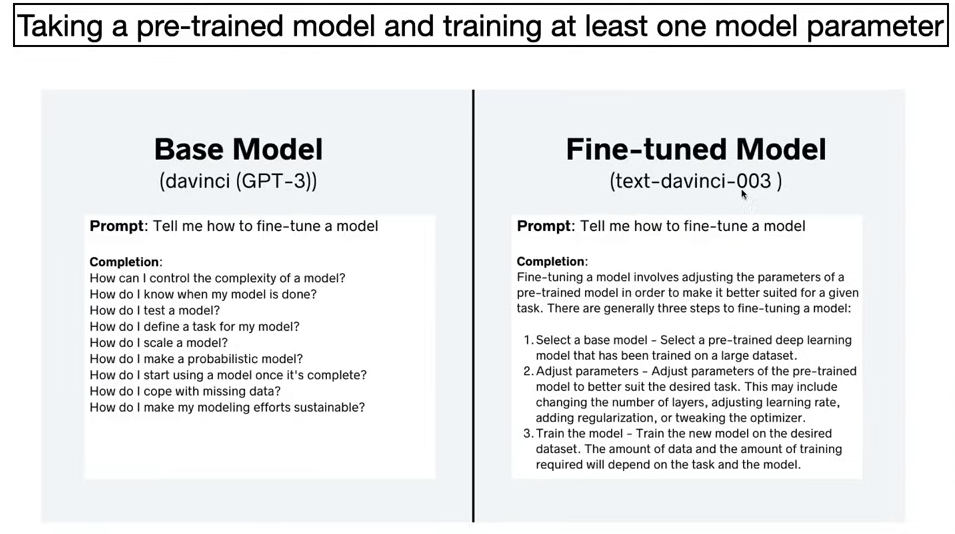 Taking a pre-trained model and training at least one model parameter
Base Model
(davinci (GPT-3))
Prompt: Tell me how to fine-tune a model
Completion:
How can I control the complexity of a model?
How do I know when my model is done?
How do I test a model?
How do I define a task for my model?
How do I scale a model?
How do I make a probabilistic model?
How do I start using a model once it's complete?
How do I cope with missing data?
How do I make my modeling efforts sustainable?
Fine-tuned Model
(text-davinci-003 )
Prompt: Tell me how to fine-tune a model
Completion:
Fine-tuning a model involves adjusting the parameters of a
pre-trained model in order to make it better suited for a given
task. There are generally three steps to fine-tuning a model:
1. Select a base model - Select a pre-trained deep learning
model that has been trained on a large dataset.
2. Adjust parameters - Adjust parameters of the pre-trained
model to better suit the desired task. This may include
changing the number of layers, adjusting learning rate,
adding regularization, or tweaking the optimizer.
3. Train the model - Train the new model on the desired
dataset. The amount of data and the amount of training
required will depend on the task and the model.